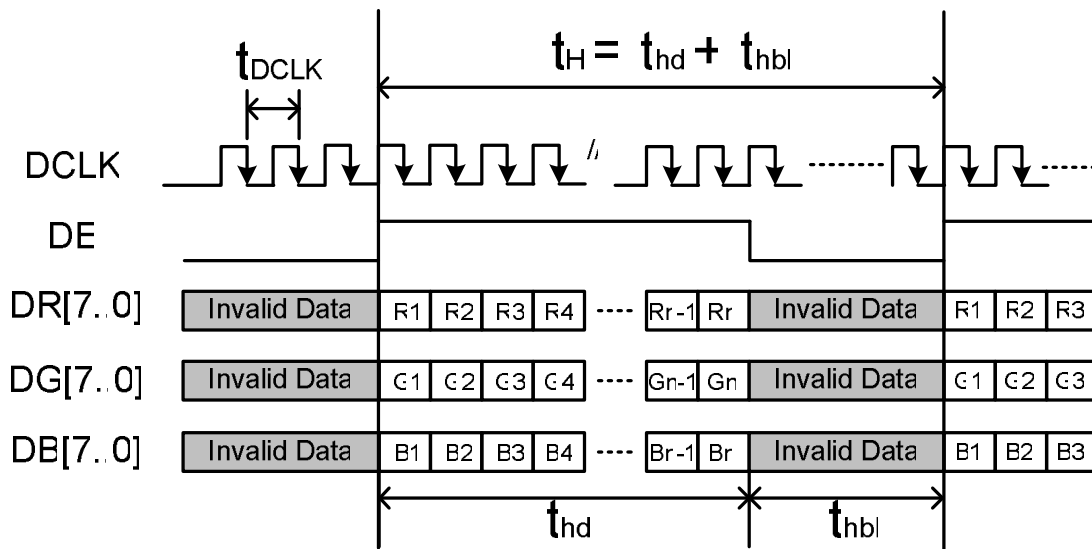 tH = thd + thbl
tDCLK
DCLK
DE
DR[7..0] Invalid Data R1 R2 R3 R4 Rr-1 Rr Invalid Data R1 R2 R3
DG[7..0] Invalid Data G1 G2 G3 G4 Gn-1 Gn Invalid Data G1 G2 G3
DB[7..0] Invalid Data B1 B2 B3 B4 Br-1 Br Invalid Data B1 B2 B3
thd thbl